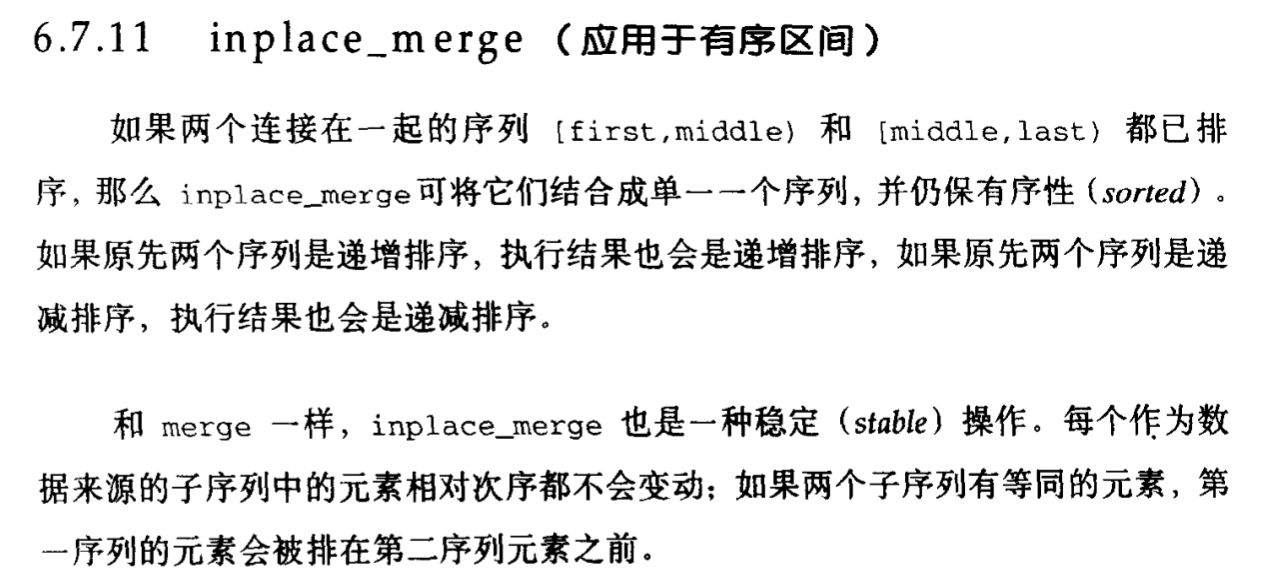 6.7.11 inplace_merge（应用于有序区间）
如果两个连接在一起的序列 [first,middle) 和 [middle,last) 都已排
序，那么 inplace_merge可将它们结合成单一一个序列，并仍保有序性（sorted）。
如果原先两个序列是递增排序，执行结果也会是递增排序，如果原先两个序列是递
减排序，执行结果也会是递减排序。
和 merge 一样，inplace_merge 也是一种稳定（stable）操作。每个作为数
据来源的子序列中的元素相对次序都不会变动；如果两个子序列有等同的元素，第
一序列的元素会被排在第二序列元素之前。